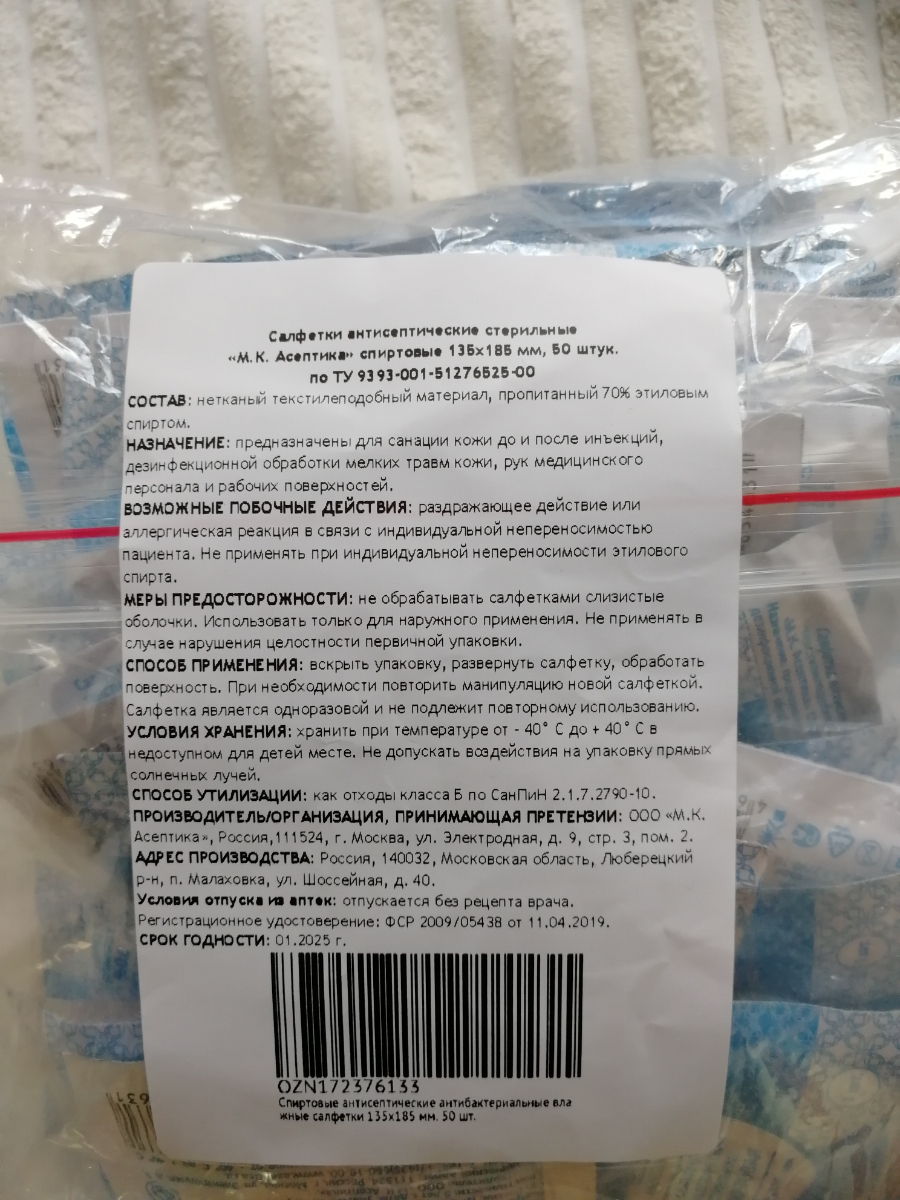 Салфетки антисептические стерильные
«М.К. Асептика» спиртовые 135х185 мм, 50 штук.
по ТУ 9393-001-51276525-00
СОСТАВ: нетканый текстилеподобный материал, пропитанный 70% этиловым
спиртом.
НАЗНАЧЕНИЕ: предназначены для санации кожи до и после инъекций,
дезинфекционной обработки мелких травм кожи, рук медицинского
персонала и рабочих поверхностей.
ВОЗМОЖНЫЕ ПОБОЧНЫЕ ДЕЙСТВИЯ: раздражающее действие или
аллергическая реакция в связи с индивидуальной непереносимостью
пациента. Не применять при индивидуальной непереносимости этилового
спирта.
МЕРЫ ПРЕДОСТОРОЖНОСТИ: не обрабатывать салфетками слизистые
оболочки. Использовать только для наружного применения. Не применять в
случае нарушения целостности первичной упаковки.
СПОСОБ ПРИМЕНЕНИЯ: вскрыть упаковку, развернуть салфетку, обработать
поверхность. При необходимости повторить манипуляцию новой салфеткой.
Салфетка является одноразовой и не подлежит повторному использованию.
УСЛОВИЯ ХРАНЕНИЯ: хранить при температуре от - 40° С до + 40° С в
недоступном для детей месте. Не допускать воздействия на упаковку прямых
солнечных лучей.
СПОСОБ УТИЛИЗАЦИИ: как отходы класса Б по СанПиН 2.1.7.2790-10.
ПРОИЗВОДИТЕЛЬ/ОРГАНИЗАЦИЯ, ПРИНИМАЮЩАЯ ПРЕТЕНЗИИ: ООО «М.К.
Асептика», Россия,111524, г. Москва, ул. Электродная, д. 9, стр. 3, пом. 2.
АДРЕС ПРОИЗВОДСТВА: Россия, 140032, Московская область, Люберецкий
р-н, п. Малаховка, ул. Шоссейная, д. 40.
Условия отпуска из аптек: отпускается без рецепта врача.
Регистрационное удостоверение: ФСР 2009/05438 от 11.04.2019.
СРОК ГОДНОСТИ: 01.2025 г.
OZN172376133
Спиртовые антисептические антибактериальные вла
жные салфетки 135х185 мм. 50 шт.